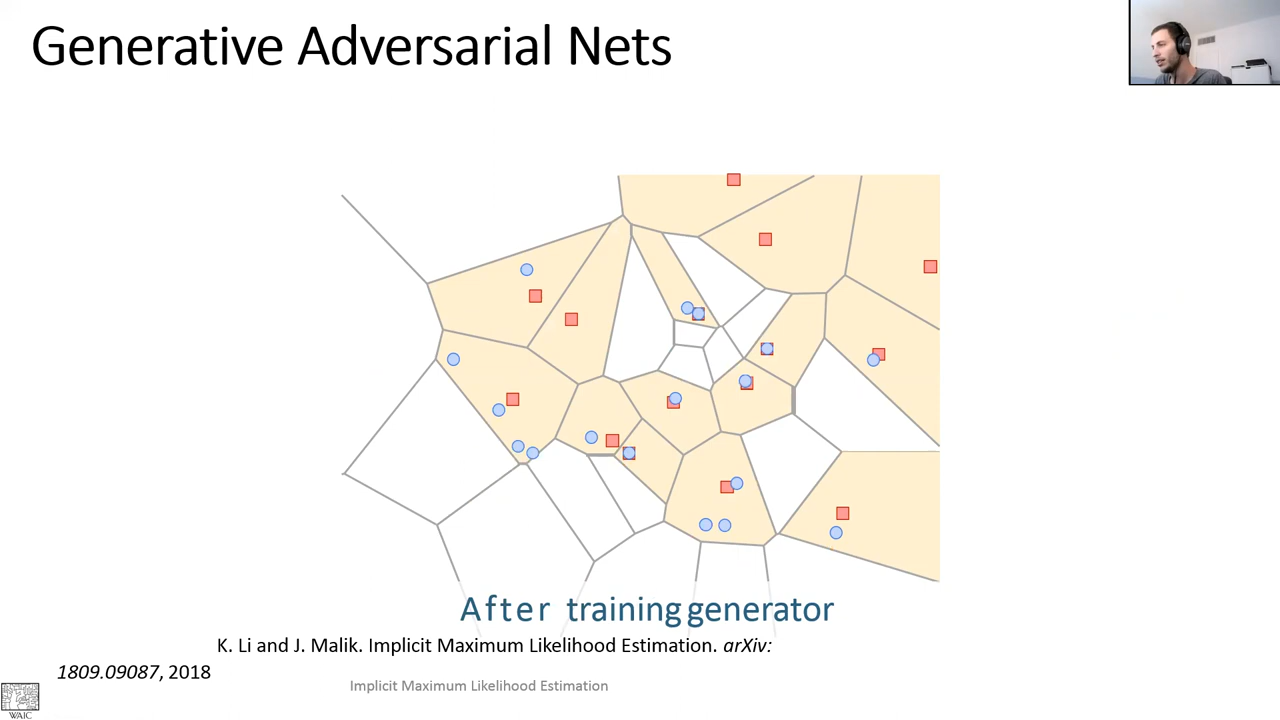 Generative Adversarial Nets
After training generator
K. Li and J. Malik. Implicit Maximum Likelihood Estimation. arXiv:
1809.09087, 2018
Implicit Maximum Likelihood Estimation
WAIC